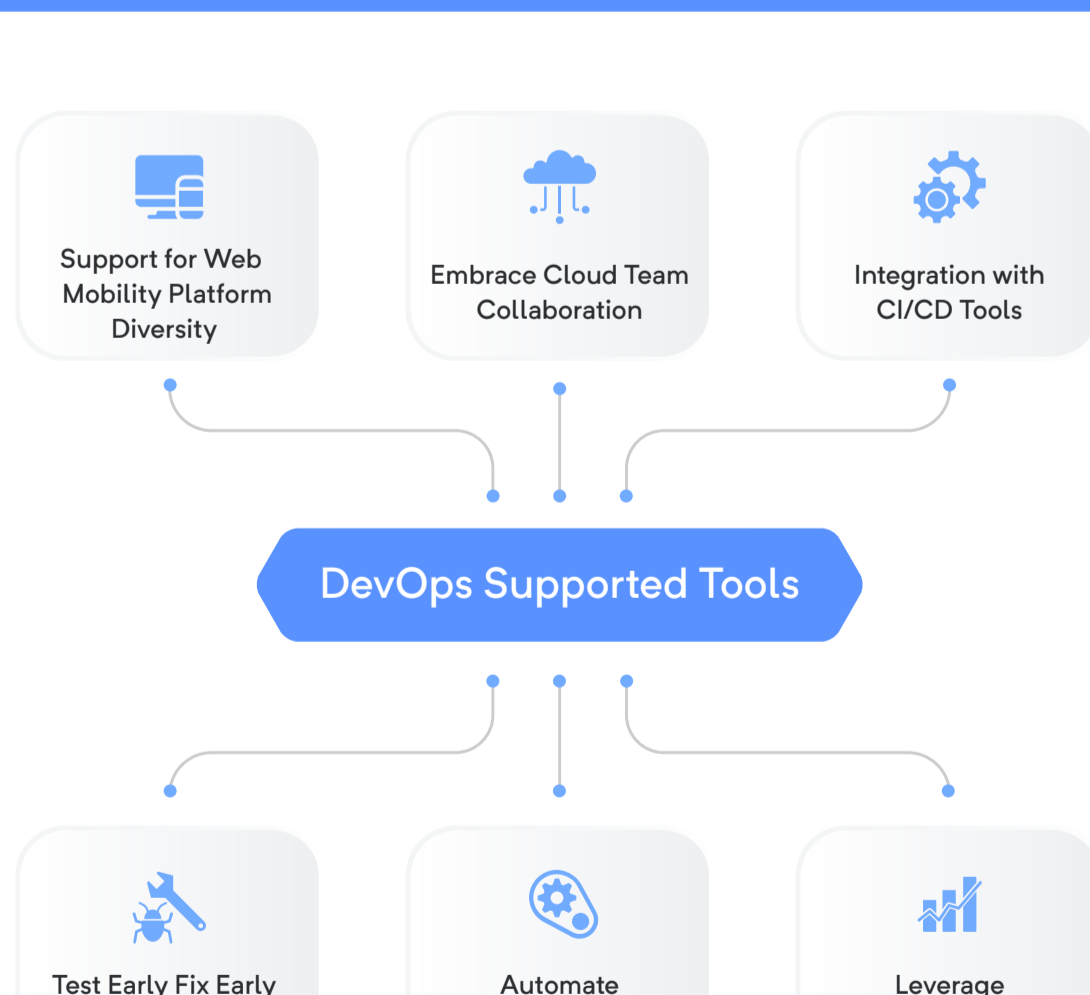 Support for Web
Mobility Platform
Diversity
Embrace Cloud Team
Collaboration
Integration with
CI/CD Tools
DevOps Supported Tools
Test Early Fix Early
Automate
Leverage